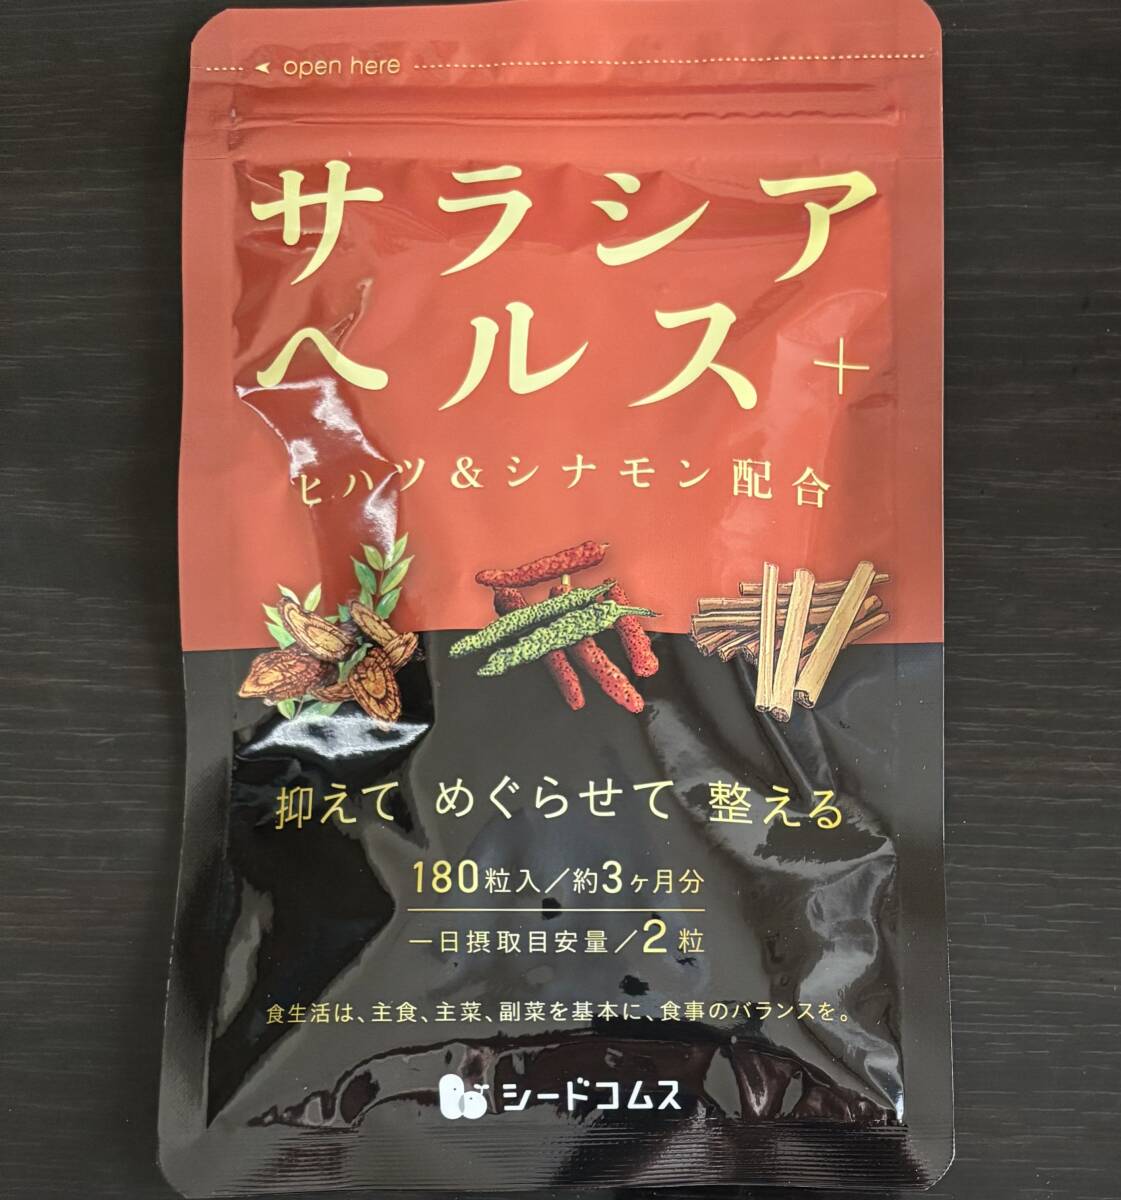 open here
サラシア
ヘルス+
ヒハツ&シナモン配合
抑えて めぐらせて 整える
180粒入/約3ヶ月分
一日摂取目安量/2粒
食生活は、主食、主菜、副菜を基本に、食事のバランスを。
シードコムス